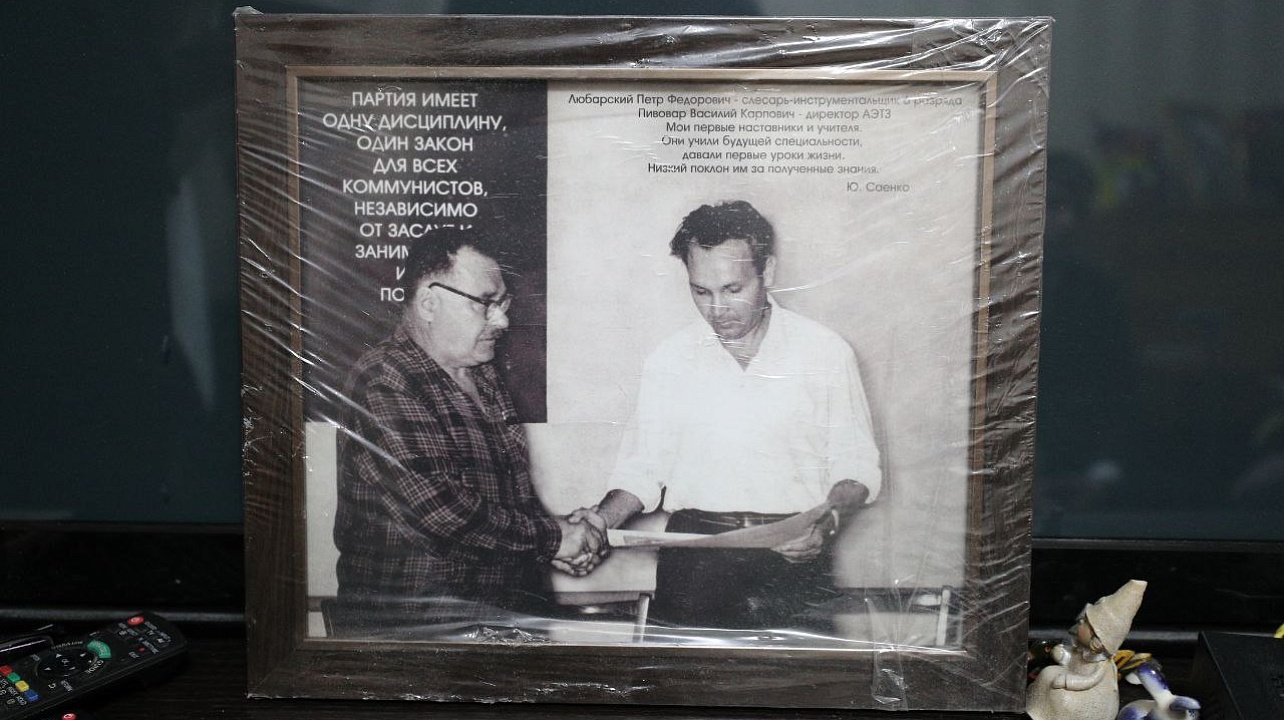 ПАРТИЯ ИМЕЕТ
ОДНУ ДИСЦИПЛИНУ,
ОДИН ЗАКОН
ДЛЯ ВСЕХ
КОММУНИСТОВ,
НЕЗАВИСИМО
ОТ
Любарский Петр Федорович - слесарь-инструментальщик 6 разряда
Пивовар Василий Карпович - директор АЭТЗ
Мои первые наставники и учителя.
Они учили будущей специальности,
давали первые уроки жизни.
Низкий поклон им за полученные знания.
Ю. Саенко